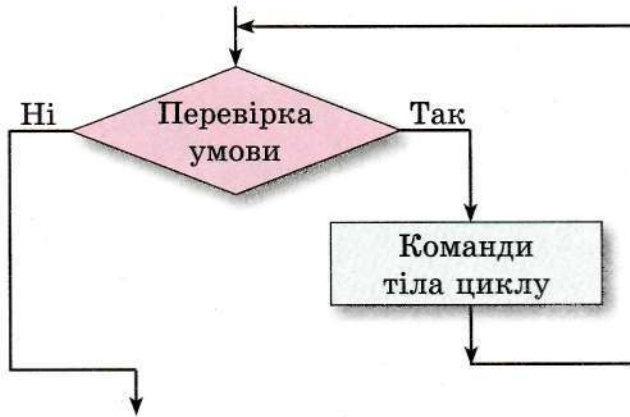 Ні
Перевірка
умови
Так
Команди
тіла циклу